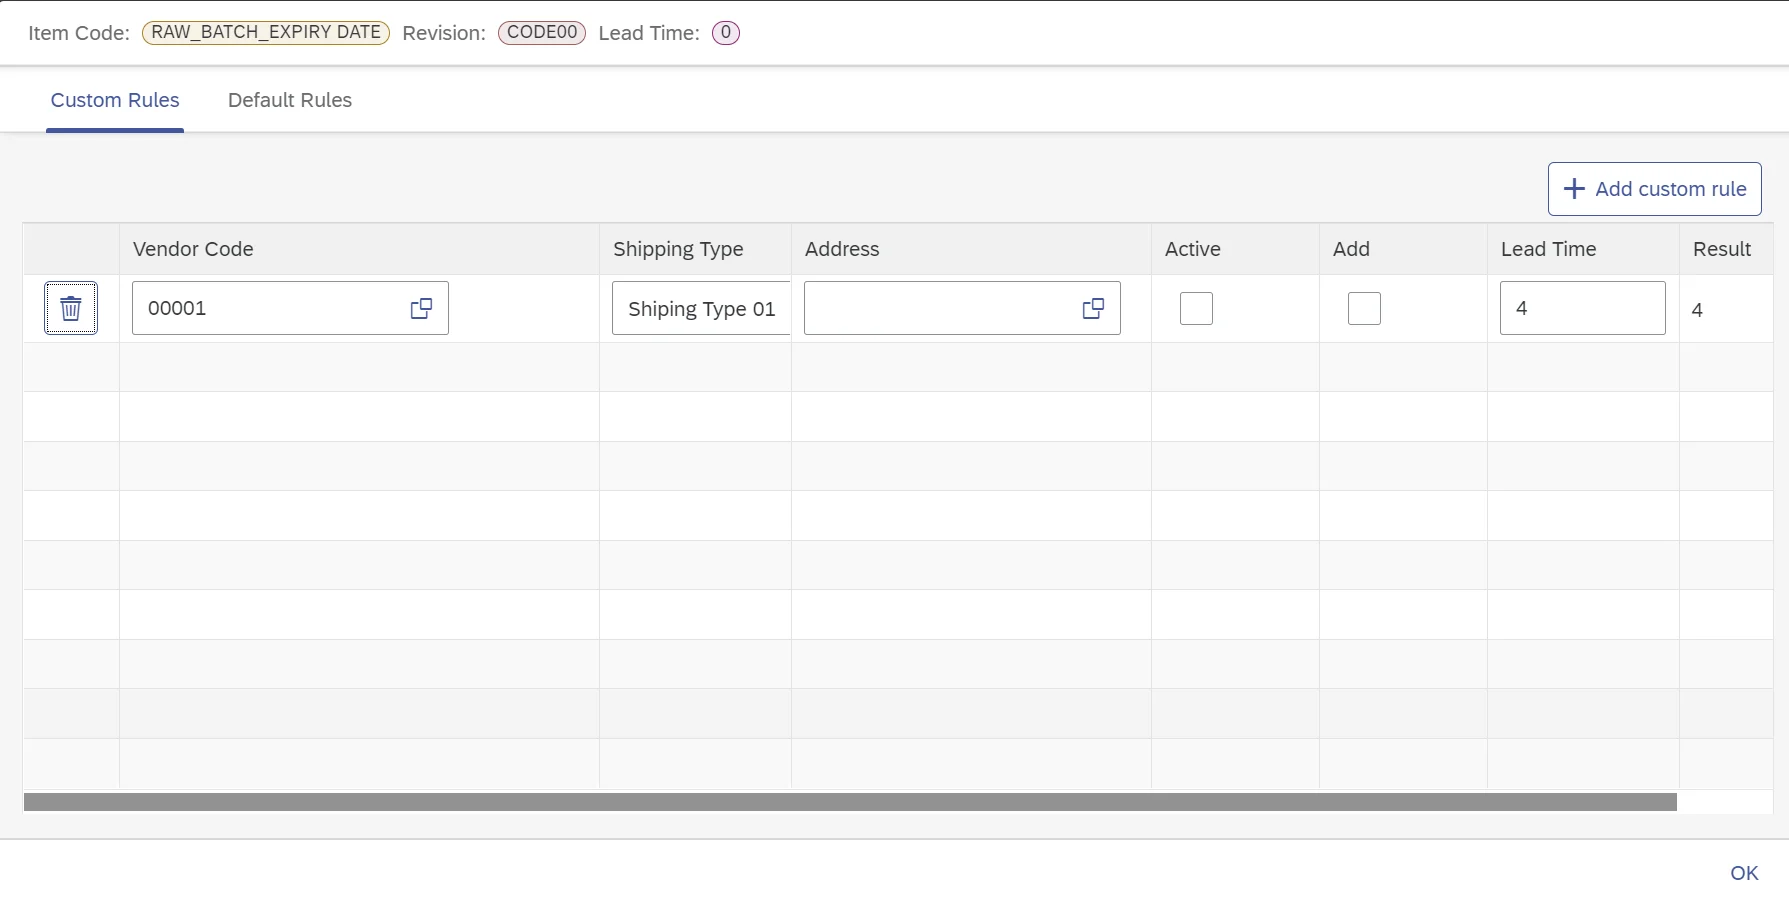 Item Code: RAW_BATCH_EXPIRY DATE Revision: CODE00 Lead Time: 0
Custom Rules Default Rules
Add custom rule
Vendor Code Shipping Type Address Active Add Lead Time Result
00001 Shiping Type 01 4 4
OK